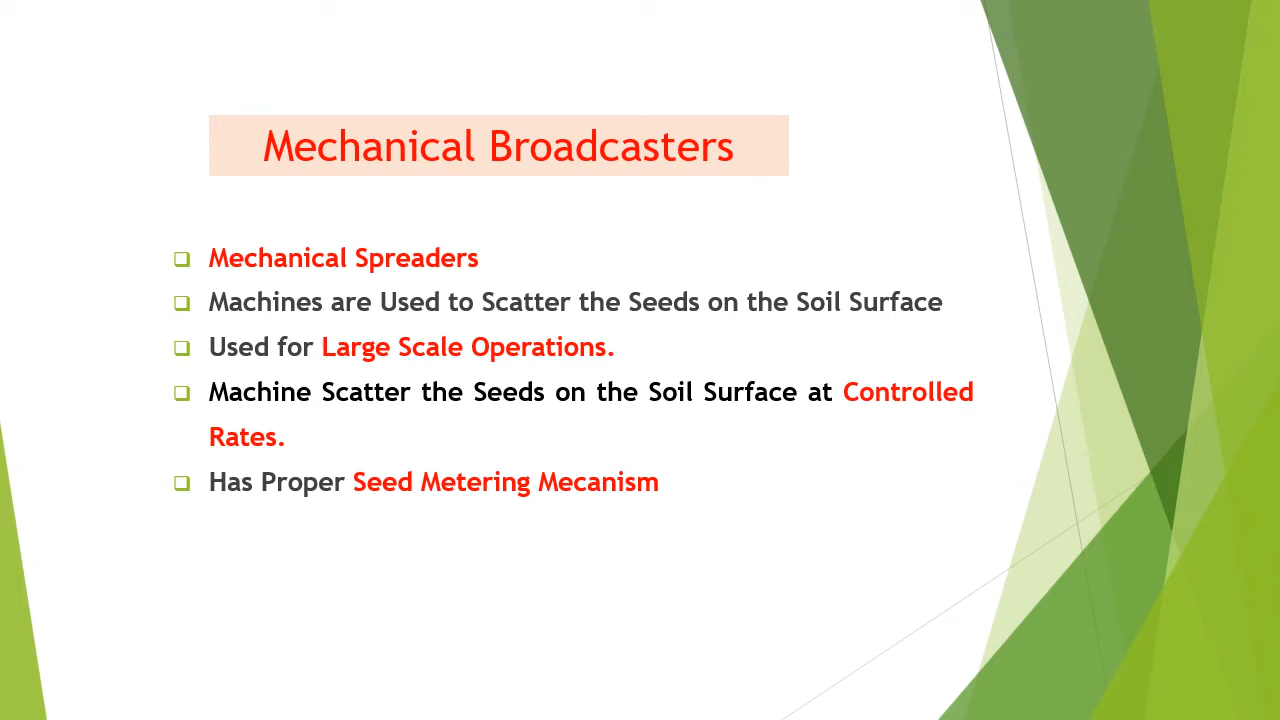 Mechanical Broadcasters
Mechanical Spreaders
Machines are Used to Scatter the Seeds on the Soil Surface
Used for Large Scale Operations.
Machine Scatter the Seeds on the Soil Surface at Controlled
Rates.
Has Proper Seed Metering Mecanism